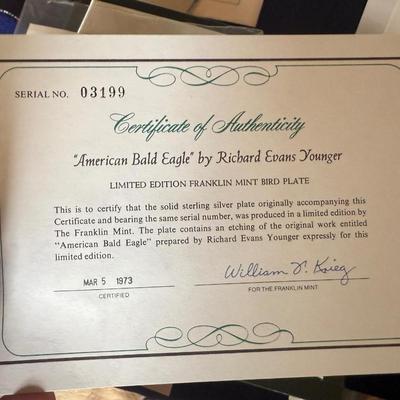 SERIAL NO. 03199
Certificate of Authenticity
"American Bald Eagle" by Richard Evans Younger
LIMITED EDITION FRANKLIN MINT BIRD PLATE
This is to certify that the solid sterling silver plate originally accompanying this
Certificate and bearing the same serial number, was produced in a limited edition by
The Franklin Mint. The plate contains an etching of the original work entitled
"American Bald Eagle" prepared by Richard Evans Younger expressly for this
limited edition.
MAR 5 1973
William T. Krieg
CERTIFIED
FOR THE FRANKLIN MINT